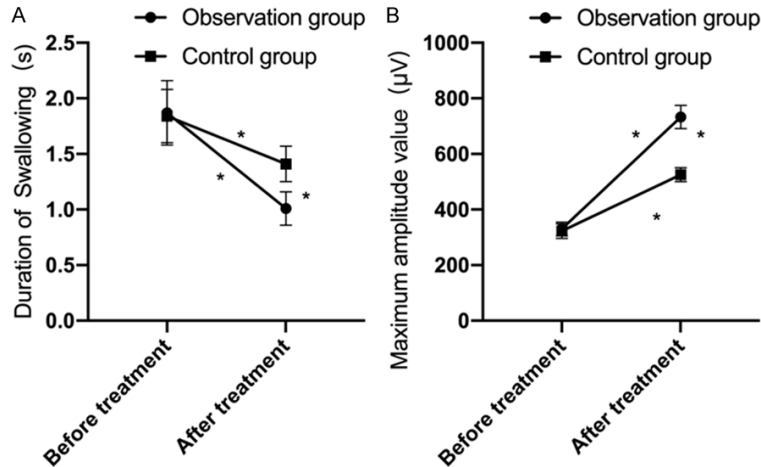 A
Observation group
Control group
Duration of Swallowing (s)
2.5
2.0
1.5
1.0
0.5
0.0
*
*
*
Before treatment
After treatment
B
Observation group
Control group
Maximum amplitude value (μV)
1000
800
600
400
200
0
*
*
*
Before treatment
After treatment